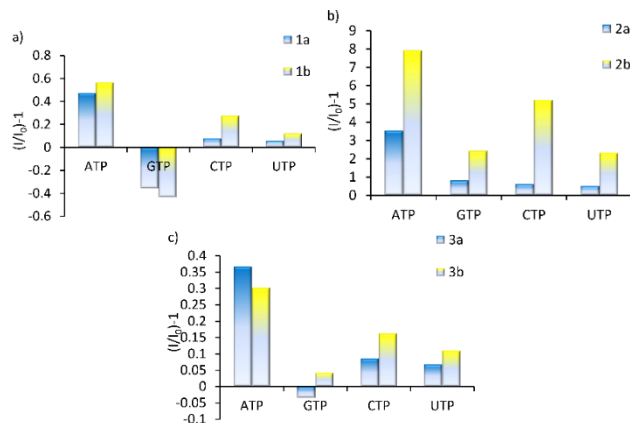 a)
1a
1b
(I/I0)-1
0.8
0.6
0.4
0.2
0
-0.2
-0.4
-0.6
ATP GTP CTP UTP
b)
2a
2b
(I/I0)-1
9
8
7
6
5
4
3
2
1
0
ATP GTP CTP UTP
c)
3a
3b
(I/I0)-1
0.4
0.35
0.3
0.25
0.2
0.15
0.1
0.05
0
-0.05
-0.1
ATP GTP CTP UTP